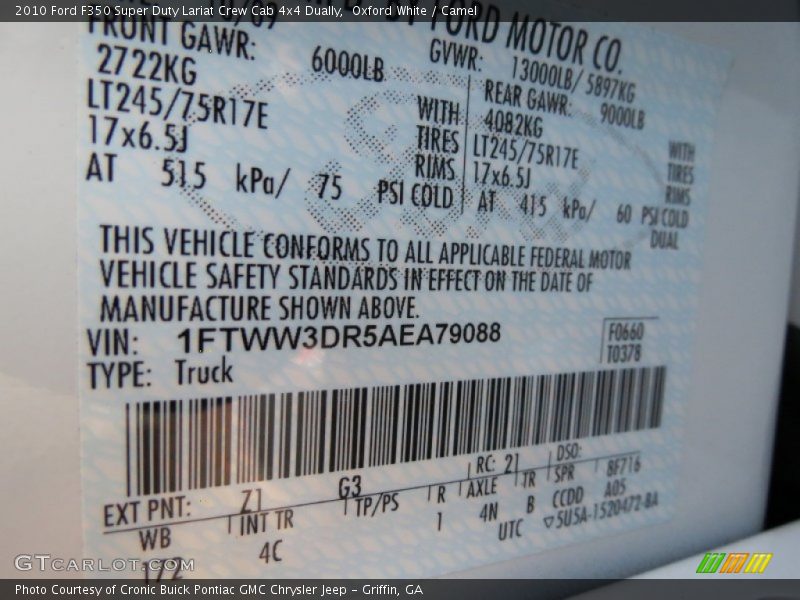 2010 Ford F350 Super Duty Lariat Crew Cab 4x4 Dually,  Oxford White / Camel
FORD MOTOR CO.
FRONT GAWR: 6000LB
2722KG
LT245/75R17E
17x6.5J
AT 515 kPa/ 75 PSI COLD
WITH
TIRES
RIMS
GVWR: 13000LB/ 5897KG
REAR GAWR: 9000LB
4082KG WITH
LT245/75R17E TIRES
17x6.5J RIMS
AT 415 kPa/ 60 PSI COLD
DUAL
THIS VEHICLE CONFORMS TO ALL APPLICABLE FEDERAL MOTOR
VEHICLE SAFETY STANDARDS IN EFFECT ON THE DATE OF
MANUFACTURE SHOWN ABOVE.
VIN: 1FTWW3DR5AEA79088
TYPE: Truck
F0660
T0378
EXT PNT: Z1 G3 RC: 21 DSO:
WB INT TR TP/PS R AXLE TR SPR 8F716
172 4C 1 4N B CCDD A05
UTC ▽5U5A-1520472-BA
GTCARLOT.COM
Photo Courtesy of Cronic Buick Pontiac GMC Chrysler Jeep – Griffin, GA